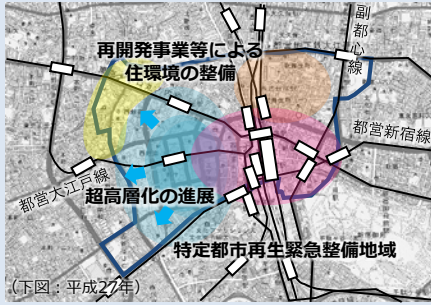 再開発事業等による
住環境の整備
副都心線
都営新宿線
都営大江戸線
超高層化の進展
特定都市再生緊急整備地域
(下図:平成27年)